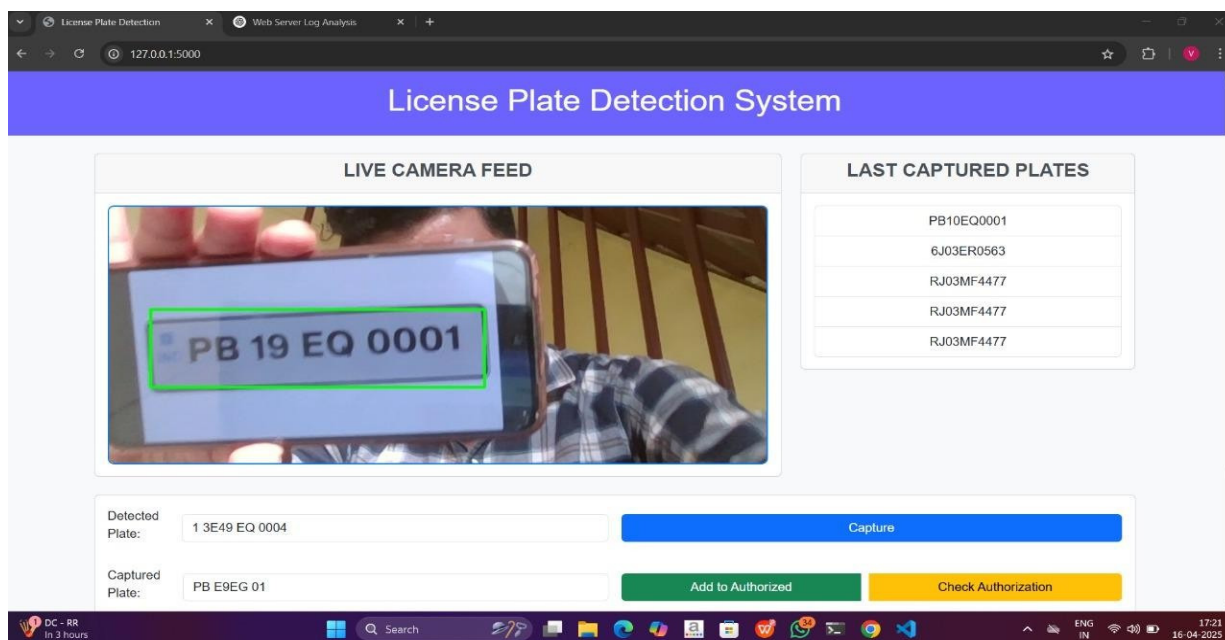 License Plate Detection
Web Server Log Analysis
127.0.0.1:5000
V
License Plate Detection System
LIVE CAMERA FEED
PB 19 EQ 0001
LAST CAPTURED PLATES
PB10EQ0001
6J03ER0563
RJ03MF4477
RJ03MF4477
RJ03MF4477
Detected Plate:
1 3E49 EQ 0004
Capture
Captured Plate:
PB E9EG 01
Add to Authorized
Check Authorization
1
DC - RR
In 3 hours
Search
a
34
ENG
IN
17:21
16-04-2025